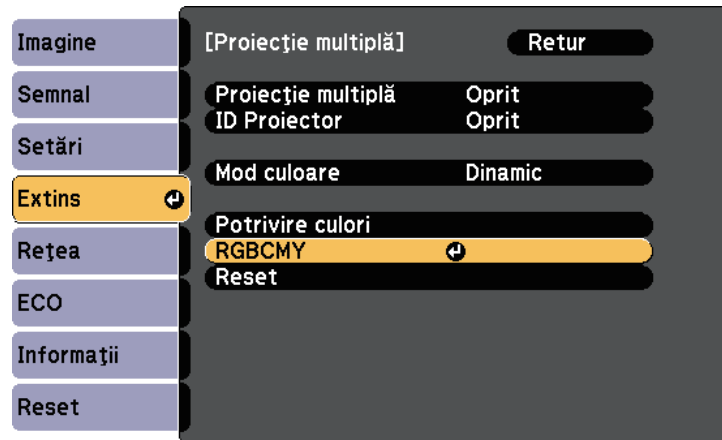 Imagine
Semnal
Setări
Extins
Reţea
ECO
Informaţii
Reset
[Proiecţie multiplă] Retur
Proiecţie multiplă Oprit
ID Proiector Oprit
Mod culoare Dinamic
Potrivire culori
RGBCMY
Reset